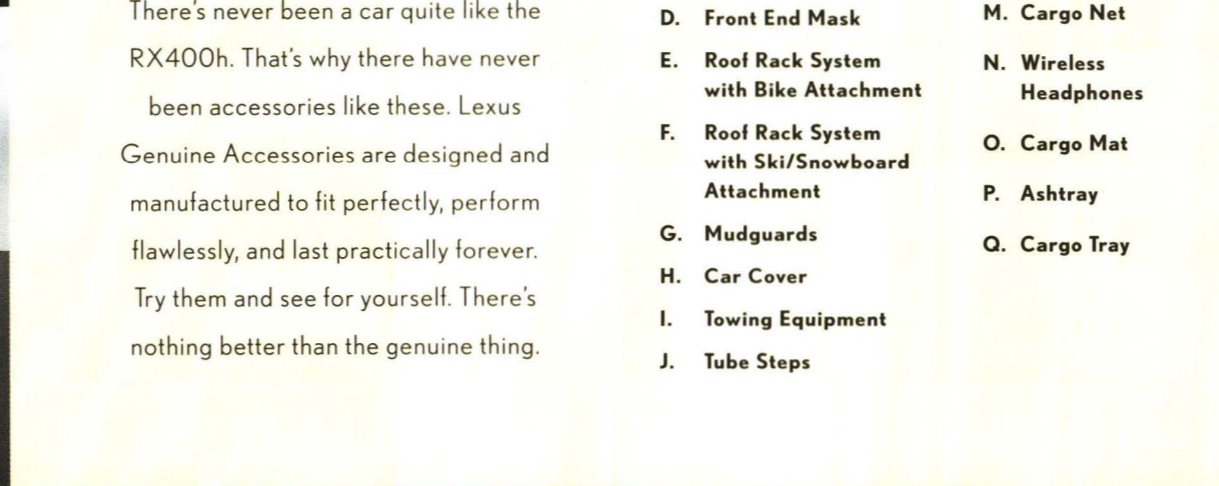 There's never been a car quite like the
RX400h. That's why there have never
been accessories like these. Lexus
Genuine Accessories are designed and
manufactured to fit perfectly, perform
flawlessly, and last practically forever.
Try them and see for yourself. There's
nothing better than the genuine thing.
D. Front End Mask
E. Roof Rack System
with Bike Attachment
F. Roof Rack System
with Ski/Snowboard
Attachment
G. Mudguards
H. Car Cover
I. Towing Equipment
J. Tube Steps
M. Cargo Net
N. Wireless
Headphones
O. Cargo Mat
P. Ashtray
Q. Cargo Tray